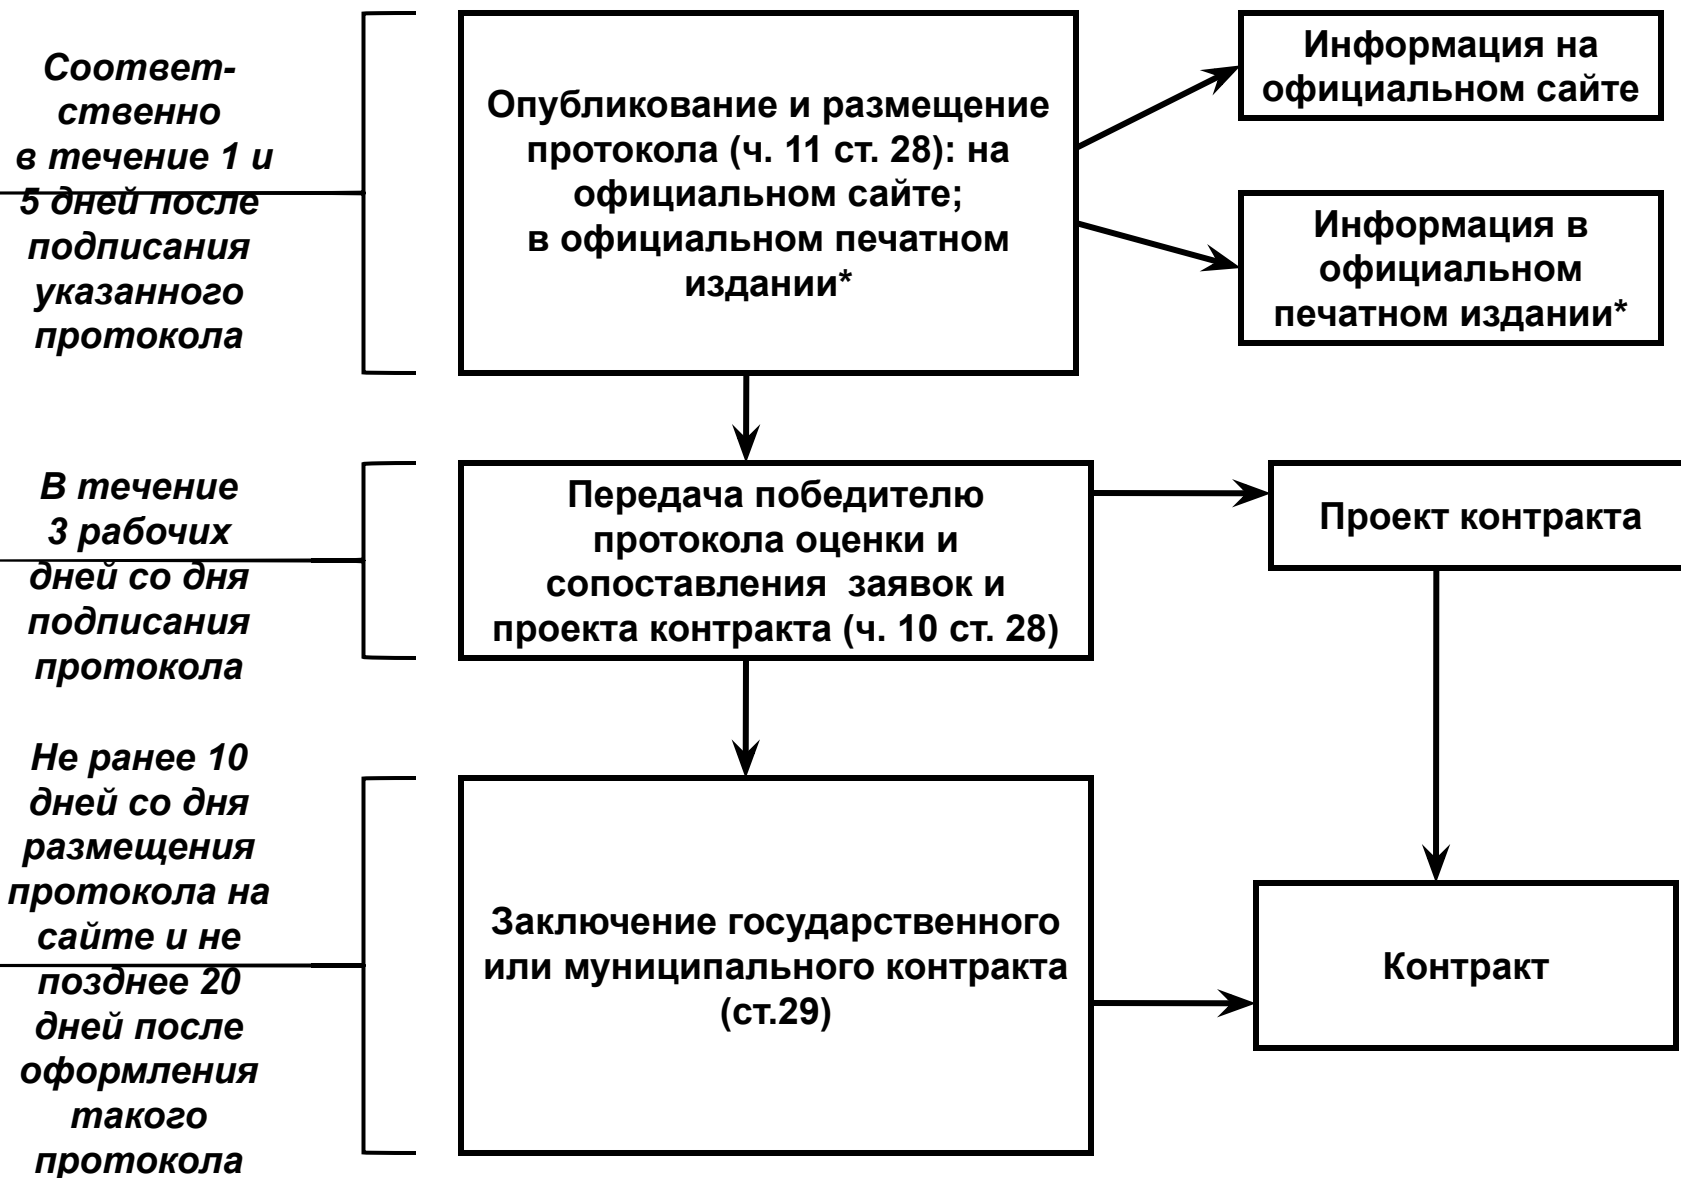 Соответ-
ственно
в течение 1 и
5 дней после
подписания
указанного
протокола
Опубликование и размещение
протокола (ч. 11 ст. 28): на
официальном сайте;
в официальном печатном
издании*
Информация на
официальном сайте
Информация в
официальном
печатном издании*
В течение
3 рабочих
дней со дня
подписания
протокола
Передача победителю
протокола оценки и
сопоставления заявок и
проекта контракта (ч. 10 ст. 28)
Проект контракта
Не ранее 10
дней со дня
размещения
протокола на
сайте и не
позднее 20
дней после
оформления
такого
протокола
Заключение государственного
или муниципального контракта
(ст.29)
Контракт